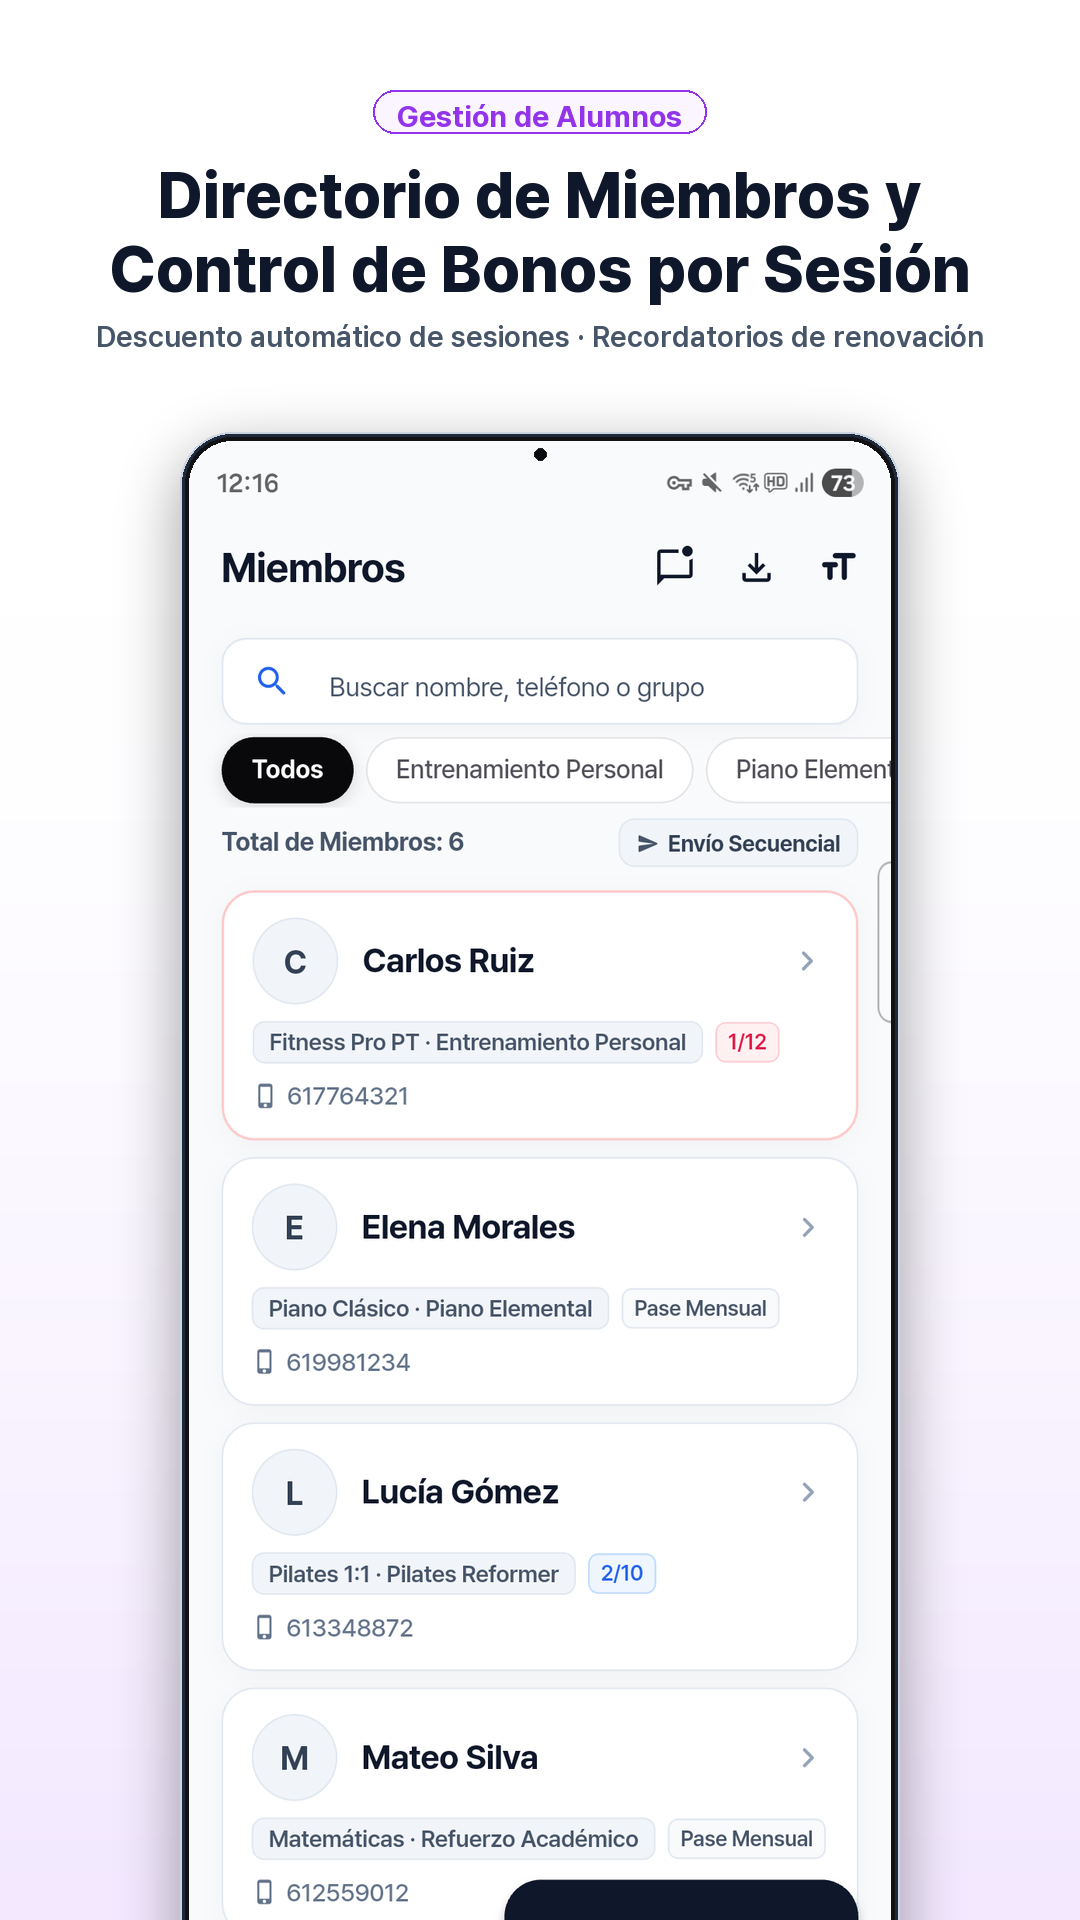 Gestión de Alumnos
Directorio de Miembros y
Control de Bonos por Sesión
Descuento automático de sesiones · Recordatorios de renovación
12:16
5 HD 73
Miembros
Buscar nombre, teléfono o grupo
Todos
Entrenamiento Personal
Piano Element
Total de Miembros: 6
Envío Secuencial
C
Carlos Ruiz
Fitness Pro PT · Entrenamiento Personal
1/12
617764321
E
Elena Morales
Piano Clásico · Piano Elemental
Pase Mensual
619981234
L
Lucía Gómez
Pilates 1:1 · Pilates Reformer
2/10
613348872
M
Mateo Silva
Matemáticas · Refuerzo Académico
Pase Mensual
612559012